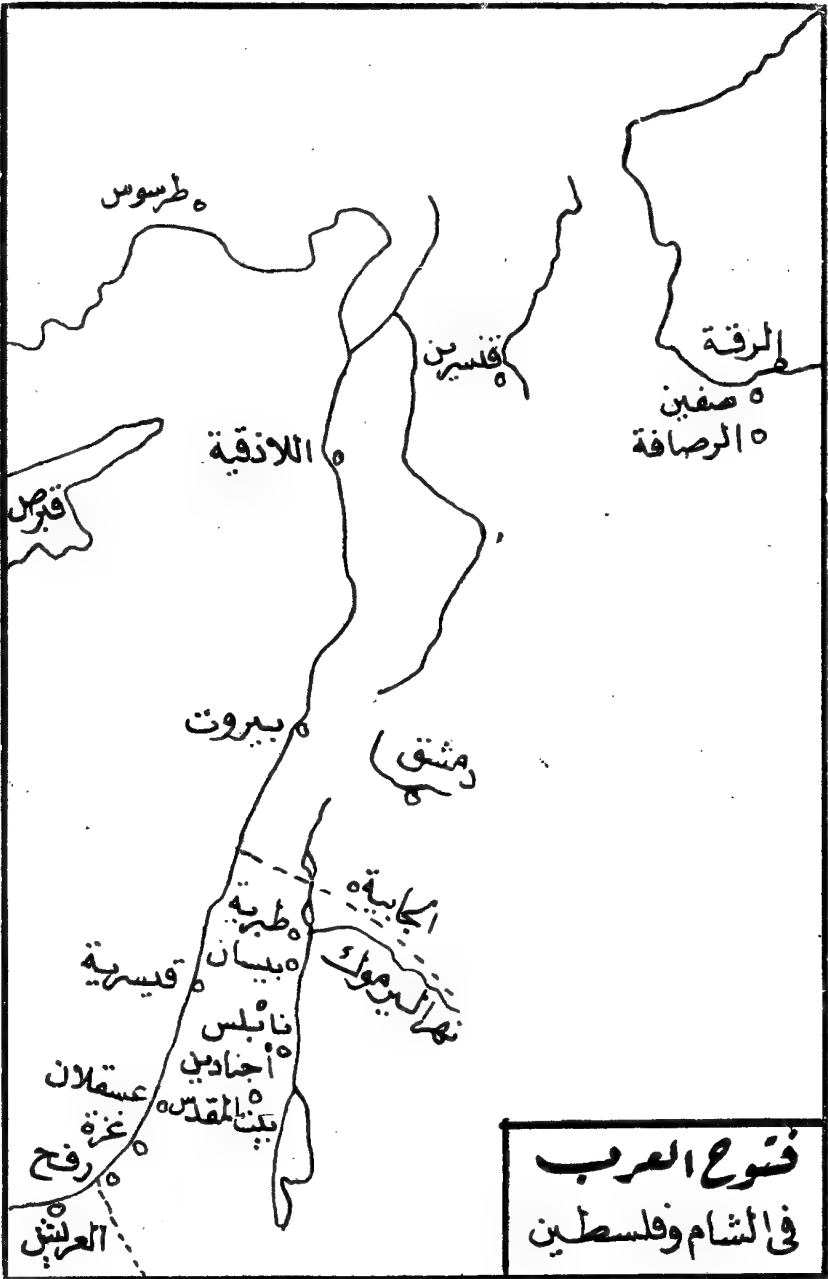 طرسوس
قنسرين
الرقة
صفين
الرصافة
اللاذقية
قبرص
بيروت
دمشق
الجابية
طبرية
بيسان
قيسرية
نهر اليرموك
نابلس
أجنادين
عسقلان
بيت المقدس
غزة
رفح
العريش
فتوح العرب
فى الشام وفلسطين